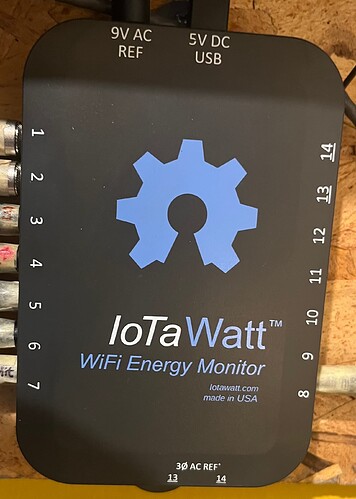 9V AC
REF
5V DC
USB
1
2
3
4
5
6
7
14
13
12
11
10
9
8
IoTaWatt™
WiFi Energy Monitor
Iotawatt.com
made in USA
3Ø AC REF*
13 14